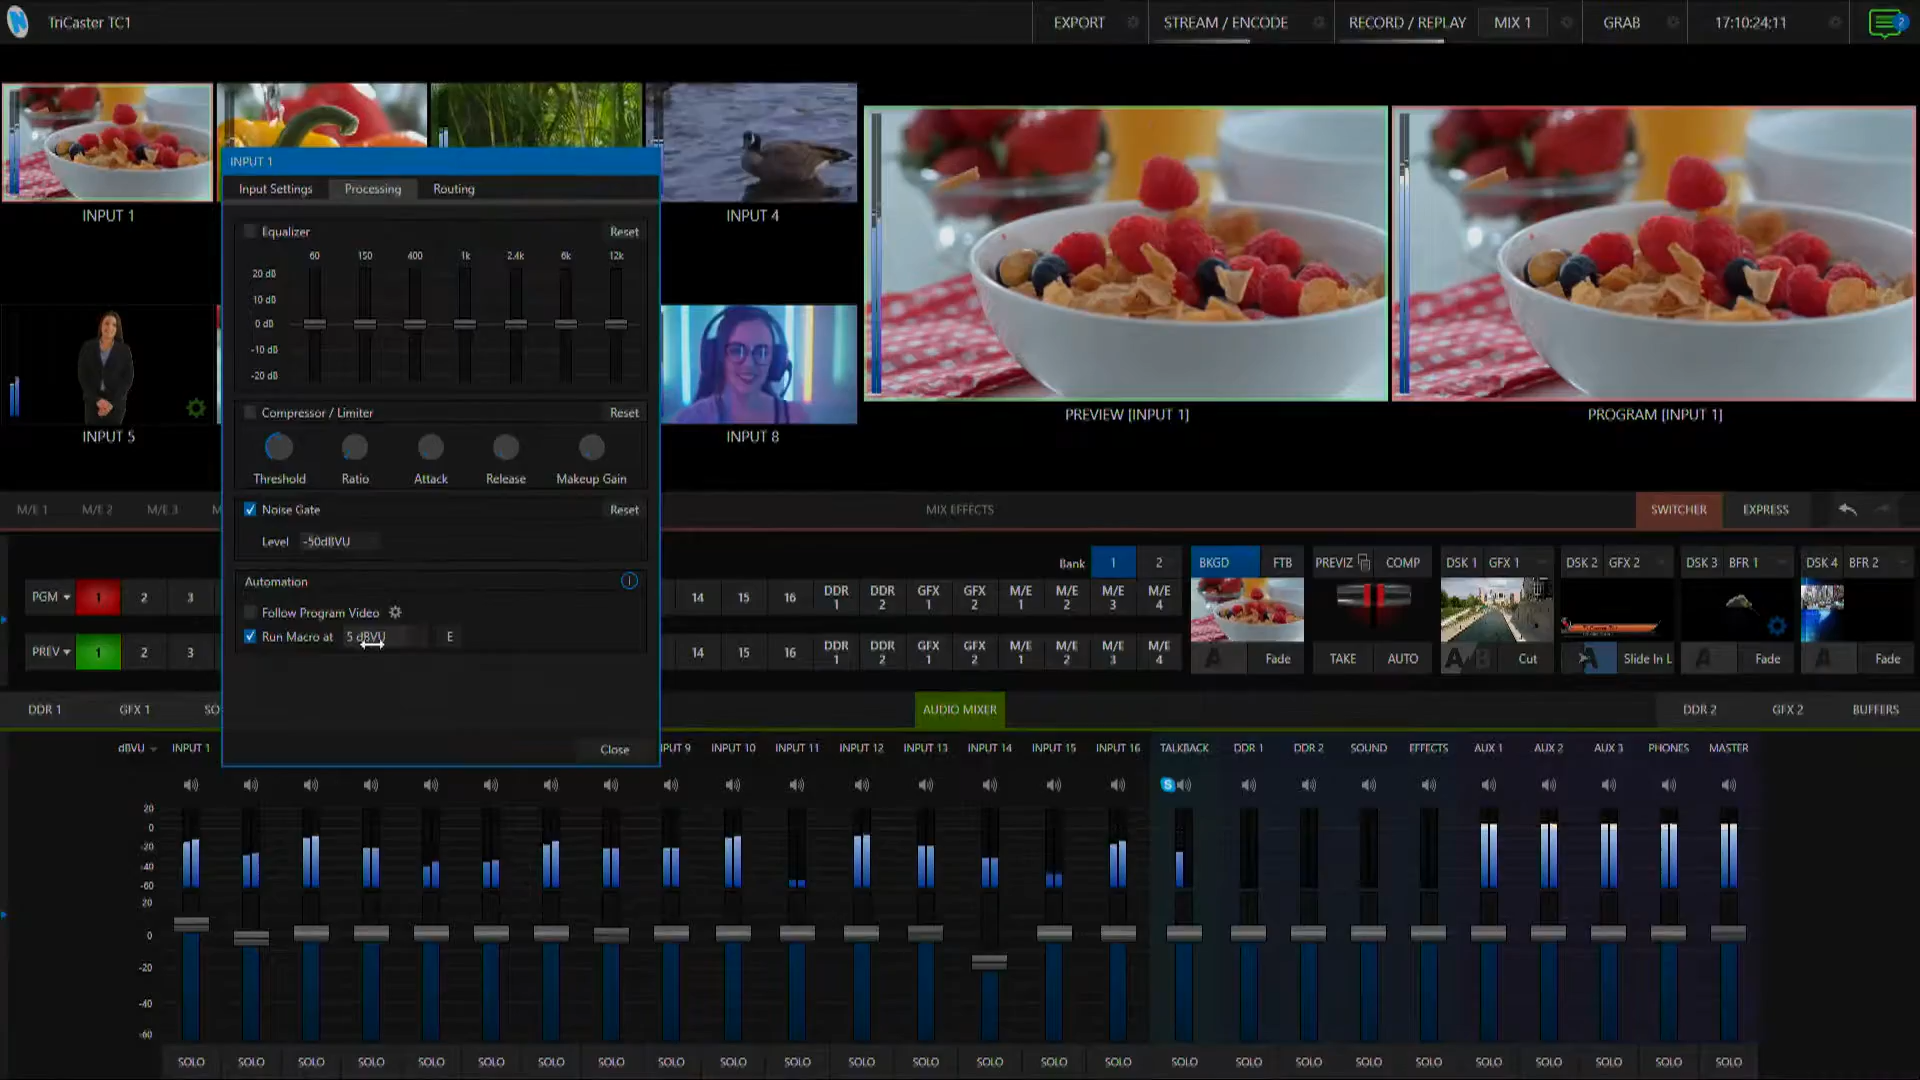 TriCaster TC1
EXPORT
STREAM / ENCODE
RECORD / REPLAY
MIX 1
GRAB
17:10:24:11
2
INPUT 1
INPUT 4
INPUT 5
INPUT 8
PREVIEW [INPUT 1]
PROGRAM [INPUT 1]
INPUT 1
Input Settings
Processing
Routing
Equalizer
Reset
60 150 400 1k 2.4k 6k 12k
20 dB
10 dB
0 dB
-10 dB
-20 dB
Compressor / Limiter
Reset
Threshold Ratio Attack Release Makeup Gain
Noise Gate
Reset
Level -50dBVU
Automation
Follow Program Video
Run Macro at 5 dBVU E
Close
M/E 1 M/E 2 M/E 3 M
MIX EFFECTS
SWITCHER
EXPRESS
Bank 1 2
BKGD FTB
PREVIZ COMP
DSK 1 GFX 1
DSK 2 GFX 2
DSK 3 BFR 1
DSK 4 BFR 2
PGM 1 2 3 14 15 16 DDR 1 DDR 2 GFX 1 GFX 2 M/E 1 M/E 2 M/E 3 M/E 4
PREV 1 2 3 14 15 16 DDR 1 DDR 2 GFX 1 GFX 2 M/E 1 M/E 2 M/E 3 M/E 4
A Fade
TAKE AUTO
A B Cut
A Slide In L
A Fade
A Fade
DDR 1 GFX 1 SO
AUDIO MIXER
DDR 2 GFX 2 BUFFERS
dBVU INPUT 1 PUT 9 INPUT 10 INPUT 11 INPUT 12 INPUT 13 INPUT 14 INPUT 15 INPUT 16 TALKBACK DDR 1 DDR 2 SOUND EFFECTS AUX 1 AUX 2 AUX 3 PHONES MASTER
S
20
0
-20
-40
-60
20
0
-20
-40
-60
SOLO SOLO SOLO SOLO SOLO SOLO SOLO SOLO SOLO SOLO SOLO SOLO SOLO SOLO SOLO SOLO SOLO SOLO SOLO SOLO SOLO SOLO SOLO SOLO SOLO SOLO